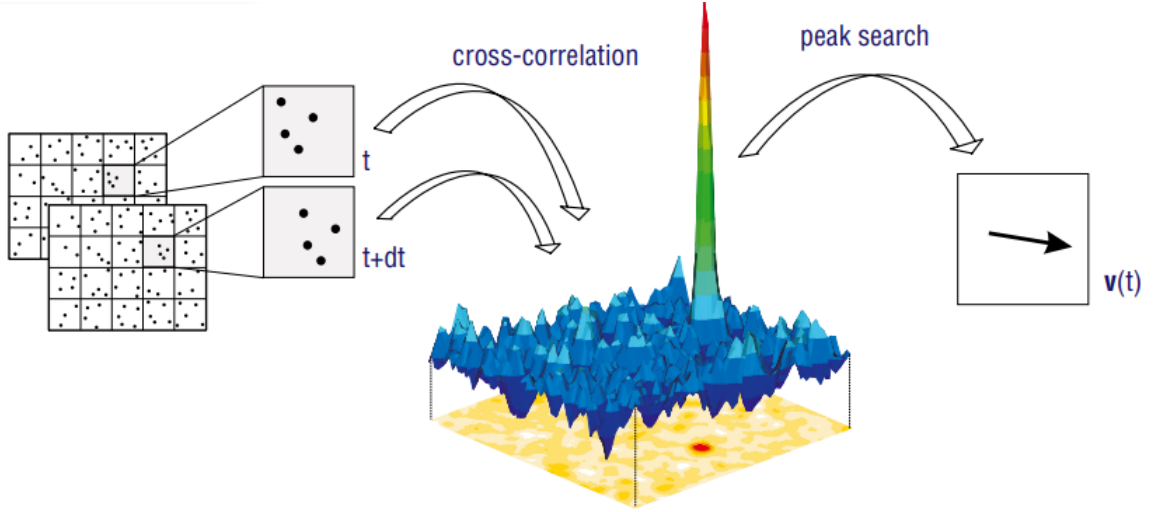 cross-correlation
peak search
t
t+dt
v(t)